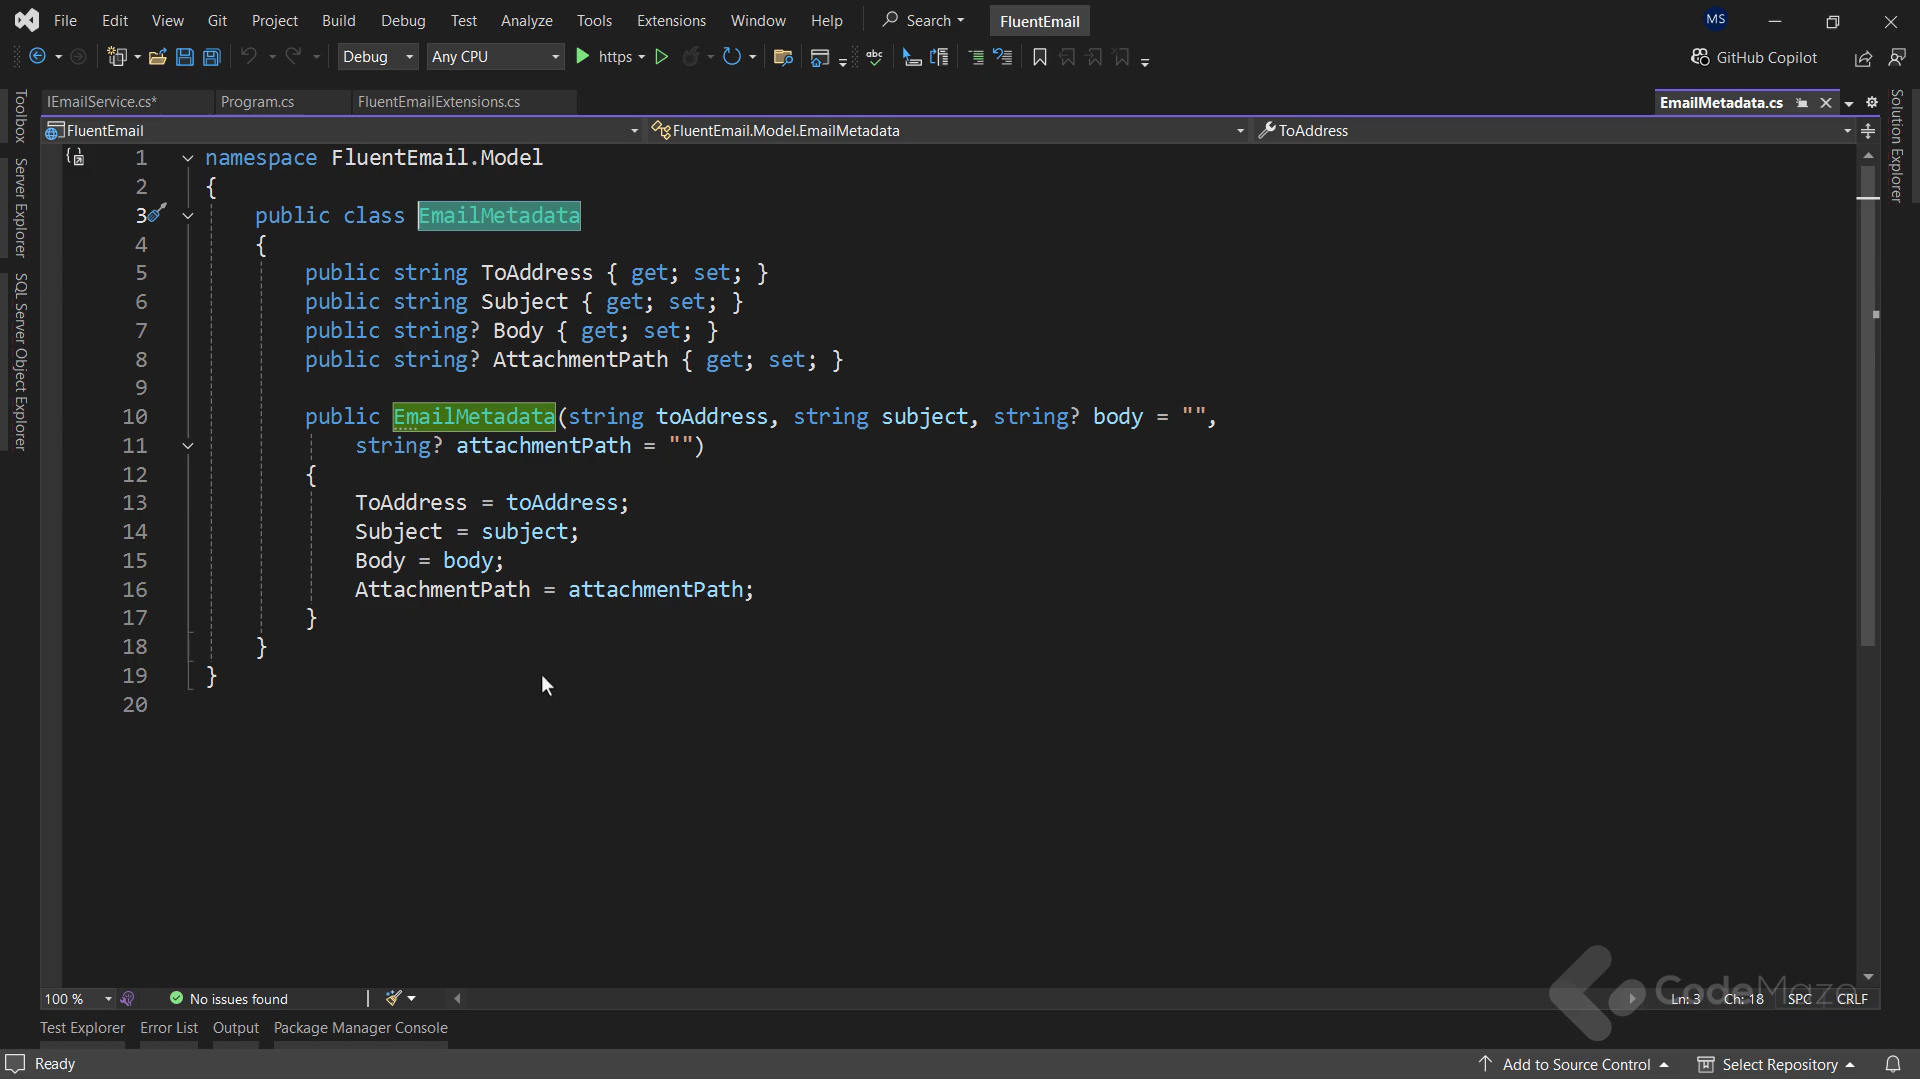 File Edit View Git Project Build Debug Test Analyze Tools Extensions Window Help Search FluentEmail MS
Debug Any CPU https abc GitHub Copilot
IEmailService.cs* Program.cs FluentEmailExtensions.cs EmailMetadata.cs
FluentEmail FluentEmail.Model.EmailMetadata ToAddress
Toolbox
Server Explorer
SQL Server Object Explorer
Solution Explorer
1 namespace FluentEmail.Model
2 {
3 public class EmailMetadata
4 {
5 public string ToAddress { get; set; }
6 public string Subject { get; set; }
7 public string? Body { get; set; }
8 public string? AttachmentPath { get; set; }
9
10 public EmailMetadata(string toAddress, string subject, string? body = "",
11 string? attachmentPath = "")
12 {
13 ToAddress = toAddress;
14 Subject = subject;
15 Body = body;
16 AttachmentPath = attachmentPath;
17 }
18 }
19 }
20
100 % No issues found Ln: 3 Ch: 18 SPC CRLF
CodeMaze
Test Explorer Error List Output Package Manager Console
Ready Add to Source Control Select Repository